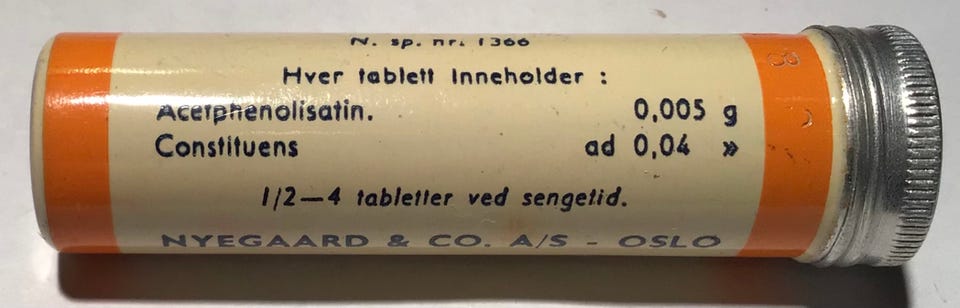 N. sp. nr. 1366
Hver tablett inneholder :
Acetphenolisatin. 0,005 g
Constituens ad 0,04 »
1/2—4 tabletter ved sengetid.
NYEGAARD & CO. A/S - OSLO